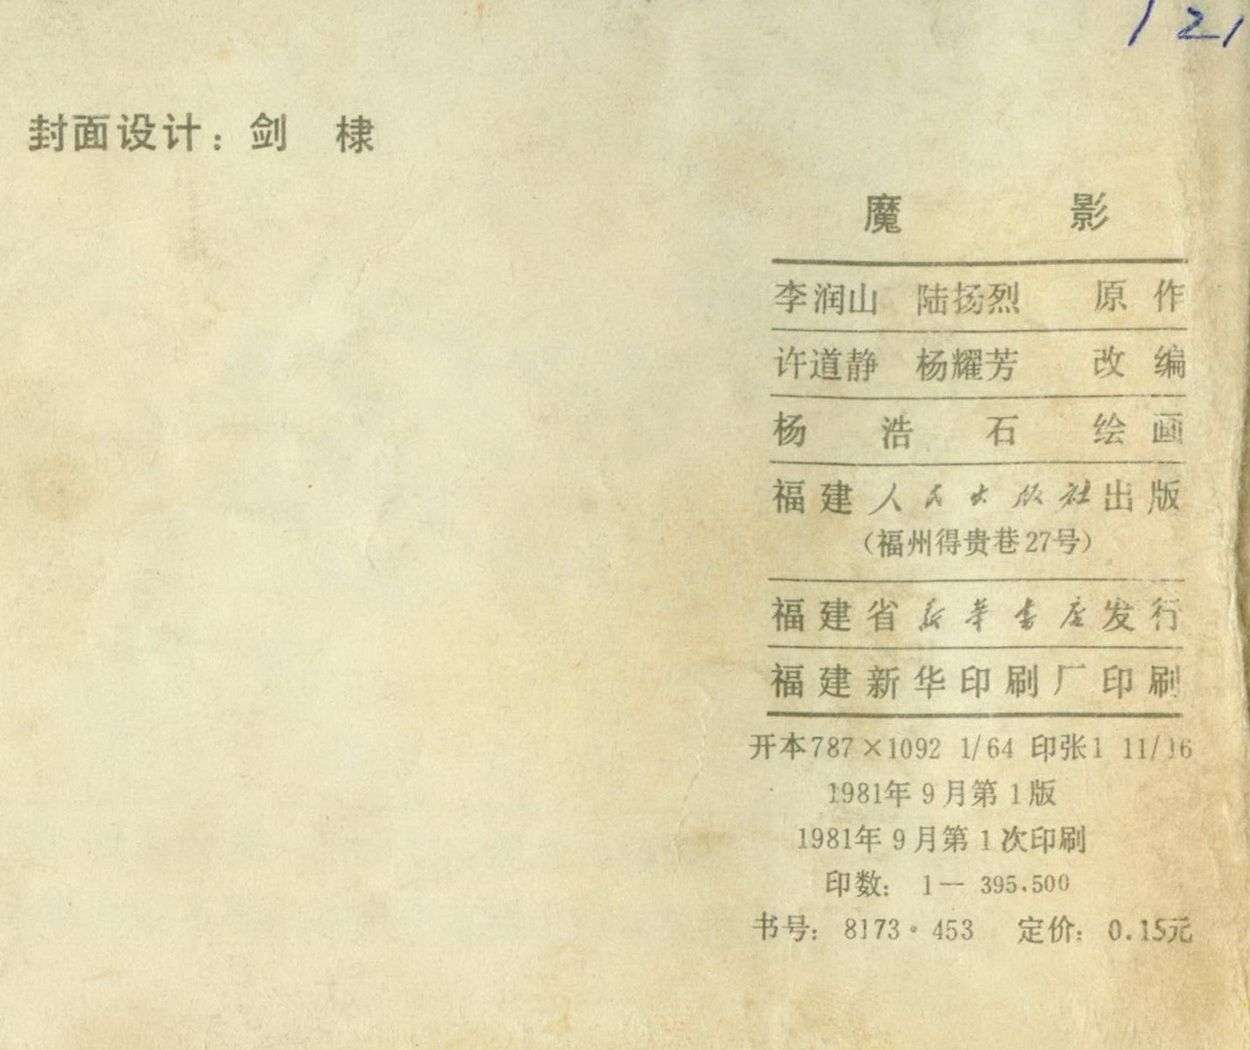 121
封面设计：剑　棣
魔　影
李润山　陆扬烈　原作
许道静　杨耀芳　改编
杨浩石　绘画
福建人民出版社出版
（福州得贵巷27号）
福建省新华书店发行
福建新华印刷厂印刷
开本787×1092 1/64 印张1 11/16
1981年9月第1版
1981年9月第1次印刷
印数：1—395.500
书号：8173·453　定价：0.15元